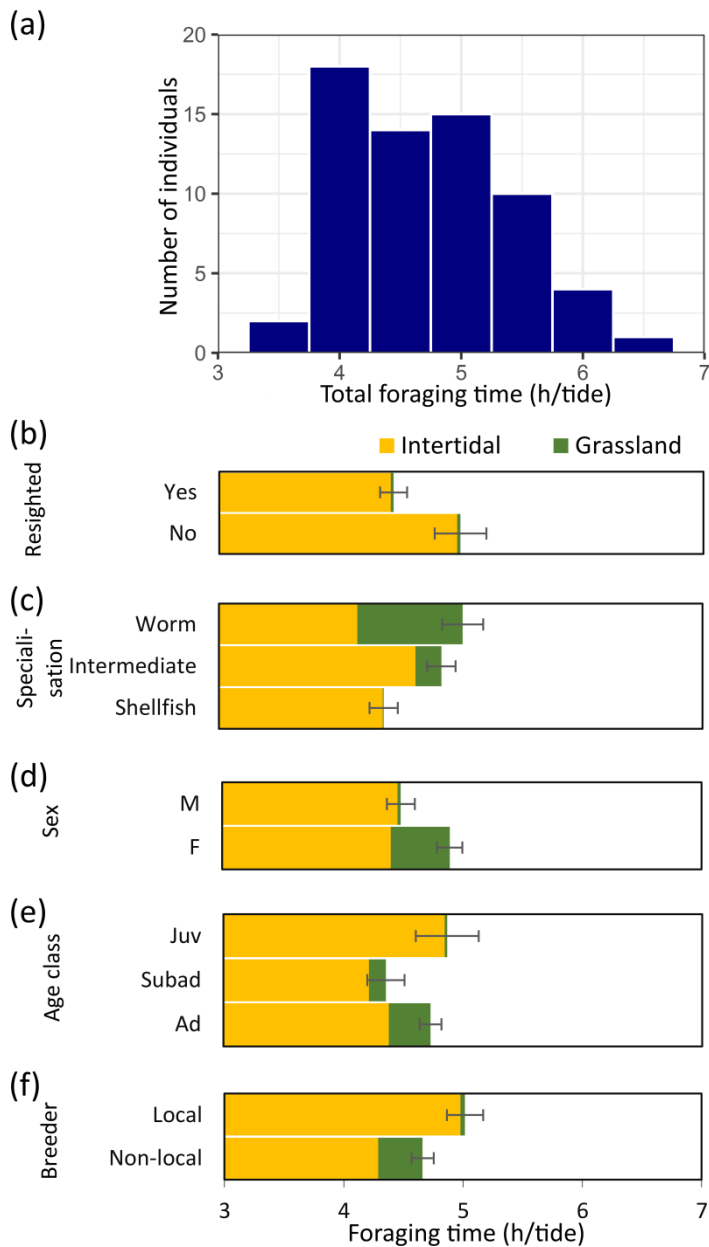 (a)
Number of individuals
20
15
10
5
0
3 4 5 6 7
Total foraging time (h/tide)
(b)
Intertidal Grassland
Resighted
Yes
No
(c)
Speciali-
sation
Worm
Intermediate
Shellfish
(d)
Sex
M
F
(e)
Age class
Juv
Subad
Ad
(f)
Breeder
Local
Non-local
3 4 5 6 7
Foraging time (h/tide)